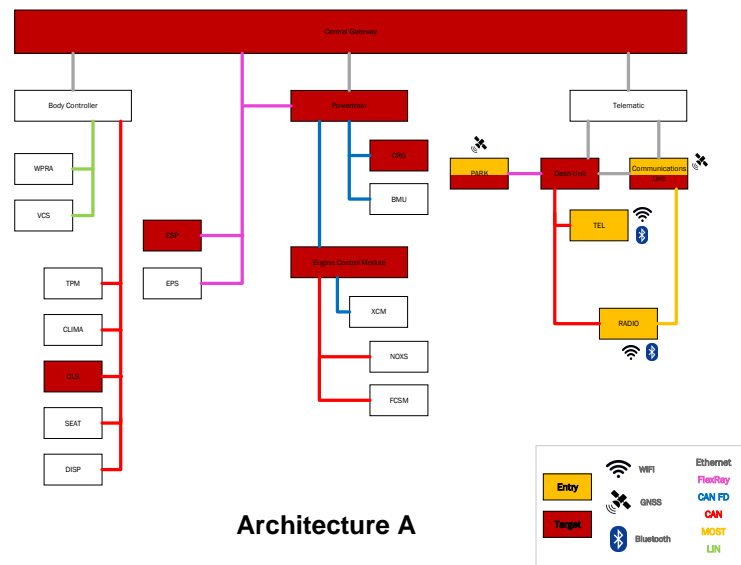 Central Gateway
Body Controller
Powertrain
Telematic
WPRA
VCS
CRG
BMU
PARK
Dash Unit
Communications
Unit
TEL
ESP
EPS
Engine Control Module
TPM
CLIMA
CLS
SEAT
DISP
XCM
NOXS
FCSM
RADIO
Architecture A
Entry
Target
WIFI
GNSS
Bluetooth
Ethernet
FlexRay
CAN FD
CAN
MOST
LIN